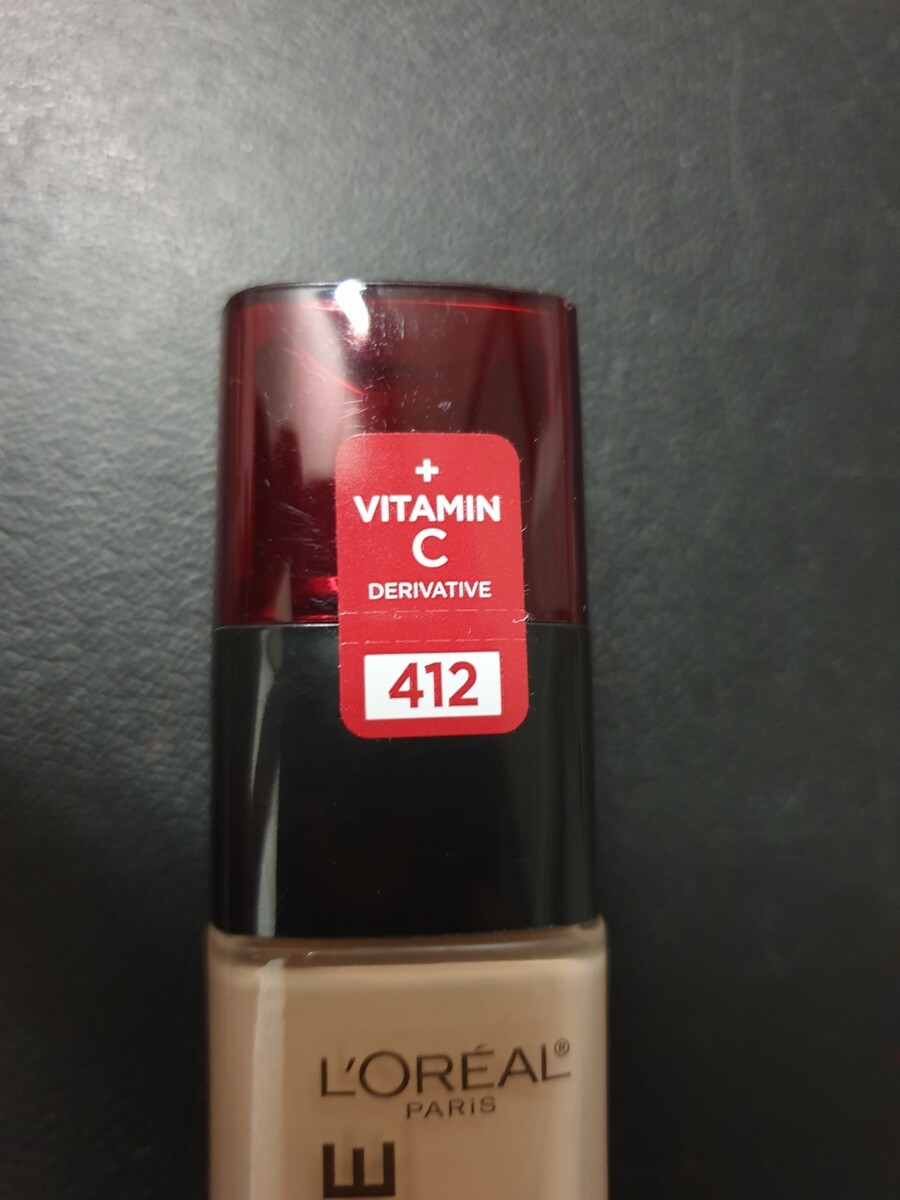 +
VITAMIN
C
DERIVATIVE
412
L'ORÉAL®
PARiS
E